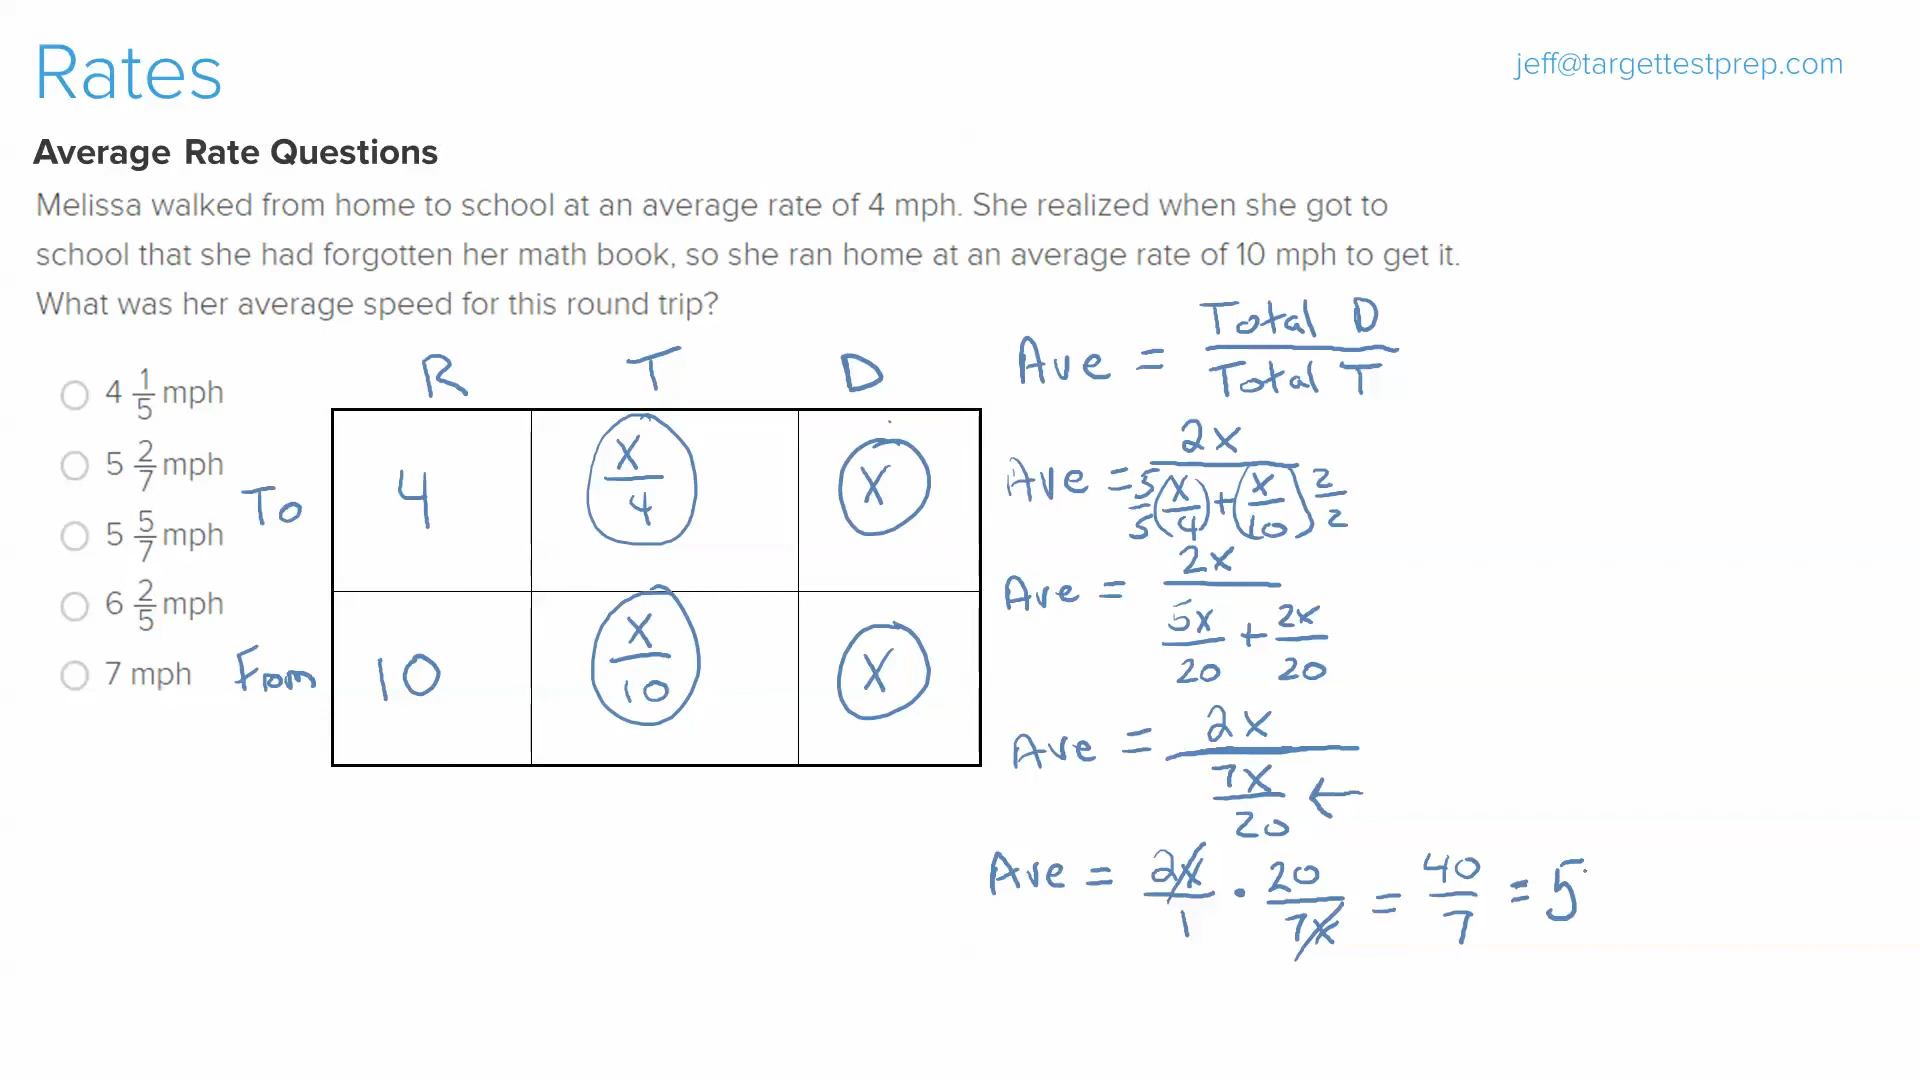 Rates
jeff@targettestprep.com
Average Rate Questions
Melissa walked from home to school at an average rate of 4 mph. She realized when she got to
school that she had forgotten her math book, so she ran home at an average rate of 10 mph to get it.
What was her average speed for this round trip?
4 1/5 mph
5 2/7 mph
5 5/7 mph
6 2/5 mph
7 mph
R T D
To 4 x/4 x
From 10 x/10 x
Ave = Total D / Total T
Ave = 2x / 5/5 (x/4) + (x/10) 2/2
Ave = 2x / 5x/20 + 2x/20
Ave = 2x / 7x/20 ←
Ave = 2x/1 · 20/7x = 40/7 = 5